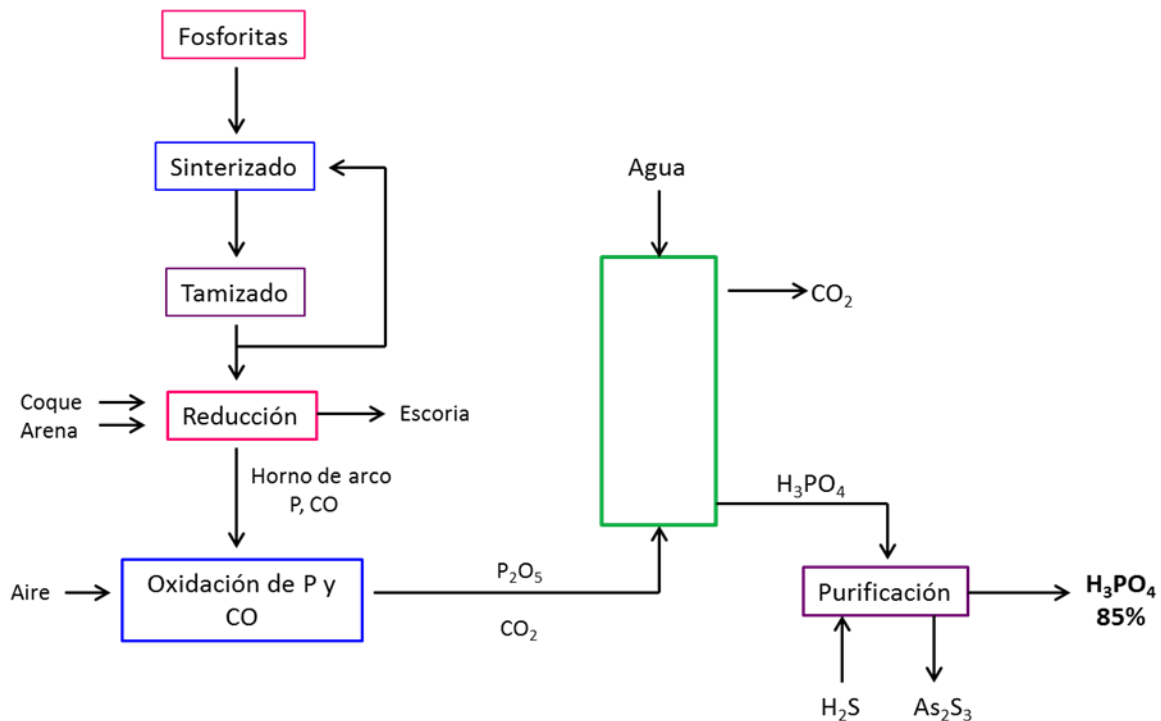 Fosforitas
Sinterizado
Agua
Tamizado
CO₂
Coque
Arena
Reducción
Escoria
Horno de arco
P, CO
H₃PO₄
Aire
Oxidación de P y
CO
P₂O₅
CO₂
Purificación
H₃PO₄
85%
H₂S
As₂S₃